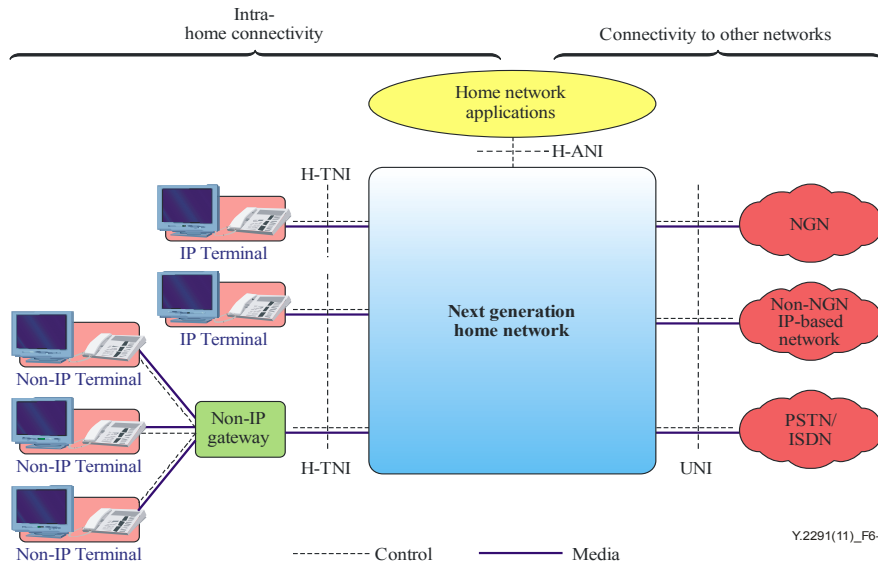 Intra-
home connectivity
Connectivity to other networks
Home network
applications
H-ANI
H-TNI
IP Terminal
NGN
IP Terminal
Next generation
home network
Non-NGN
IP-based
network
Non-IP Terminal
Non-IP
gateway
Non-IP Terminal
PSTN/
ISDN
H-TNI
UNI
Non-IP Terminal
Control
Media
Y.2291(11)_F6-